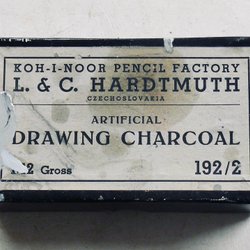 KOH-I-NOOR PENCIL FACTORY
L. & C. HARDTMUTH
CZECHOSLOVAKIA
ARTIFICIAL
DRAWING CHARCOAL
Gross 192/2